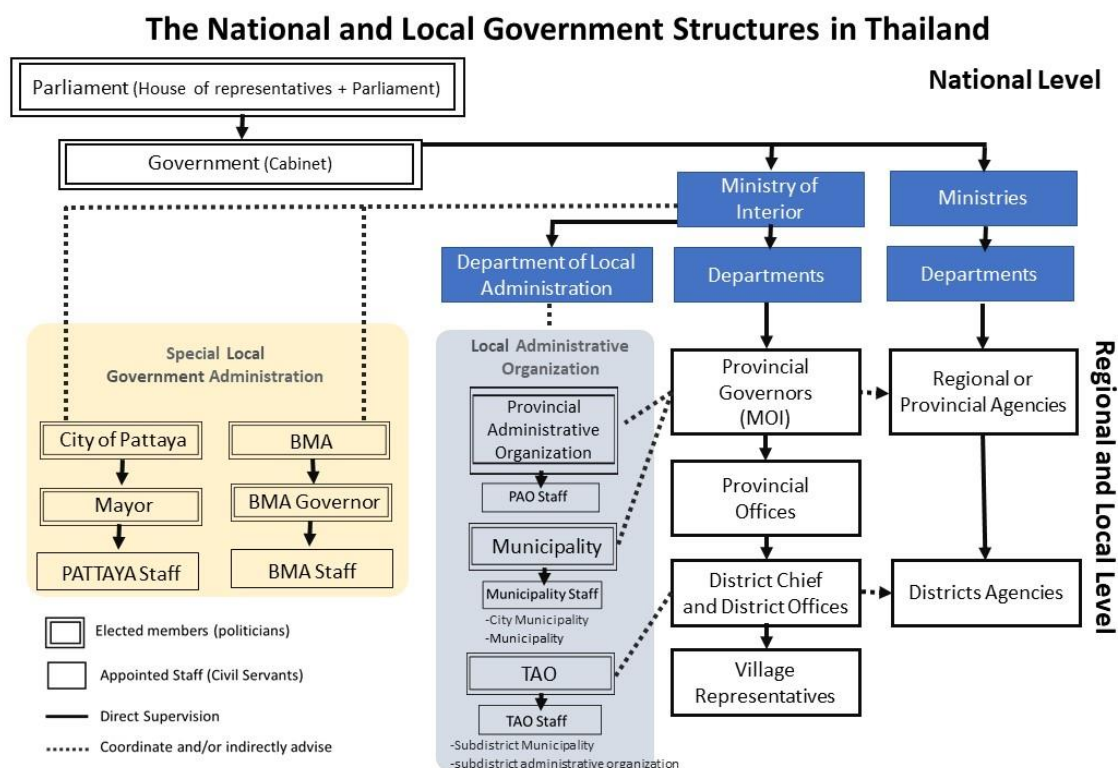 The National and Local Government Structures in Thailand
Parliament (House of representatives + Parliament)
National Level
Government (Cabinet)
Ministry of
Interior
Ministries
Department of Local
Administration
Departments
Departments
Special Local
Government Administration
City of Pattaya
BMA
Mayor
BMA Governor
PATTAYA Staff
BMA Staff
Local Administrative
Organization
Provincial
Administrative
Organization
PAO Staff
Municipality
Municipality Staff
-City Municipality
-Municipality
TAO
TAO Staff
-Subdistrict Municipality
-subdistrict administrative organization
Provincial
Governors
(MOI)
Regional or
Provincial Agencies
Provincial
Offices
District Chief
and District Offices
Districts Agencies
Village
Representatives
Regional and Local Level
Elected members (politicians)
Appointed Staff (Civil Servants)
Direct Supervision
Coordinate and/or indirectly advise